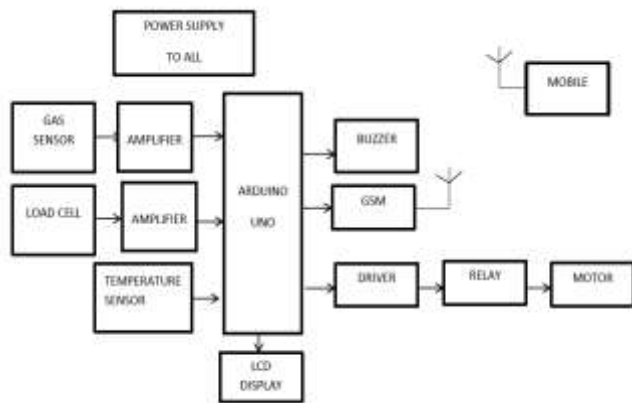 POWER SUPPLY
TO ALL
MOBILE
GAS
SENSOR
AMPLIFIER
BUZZER
ARDUINO
UNO
LOAD CELL
AMPLIFIER
GSM
TEMPERATURE
SENSOR
DRIVER
RELAY
MOTOR
LCD
DISPLAY